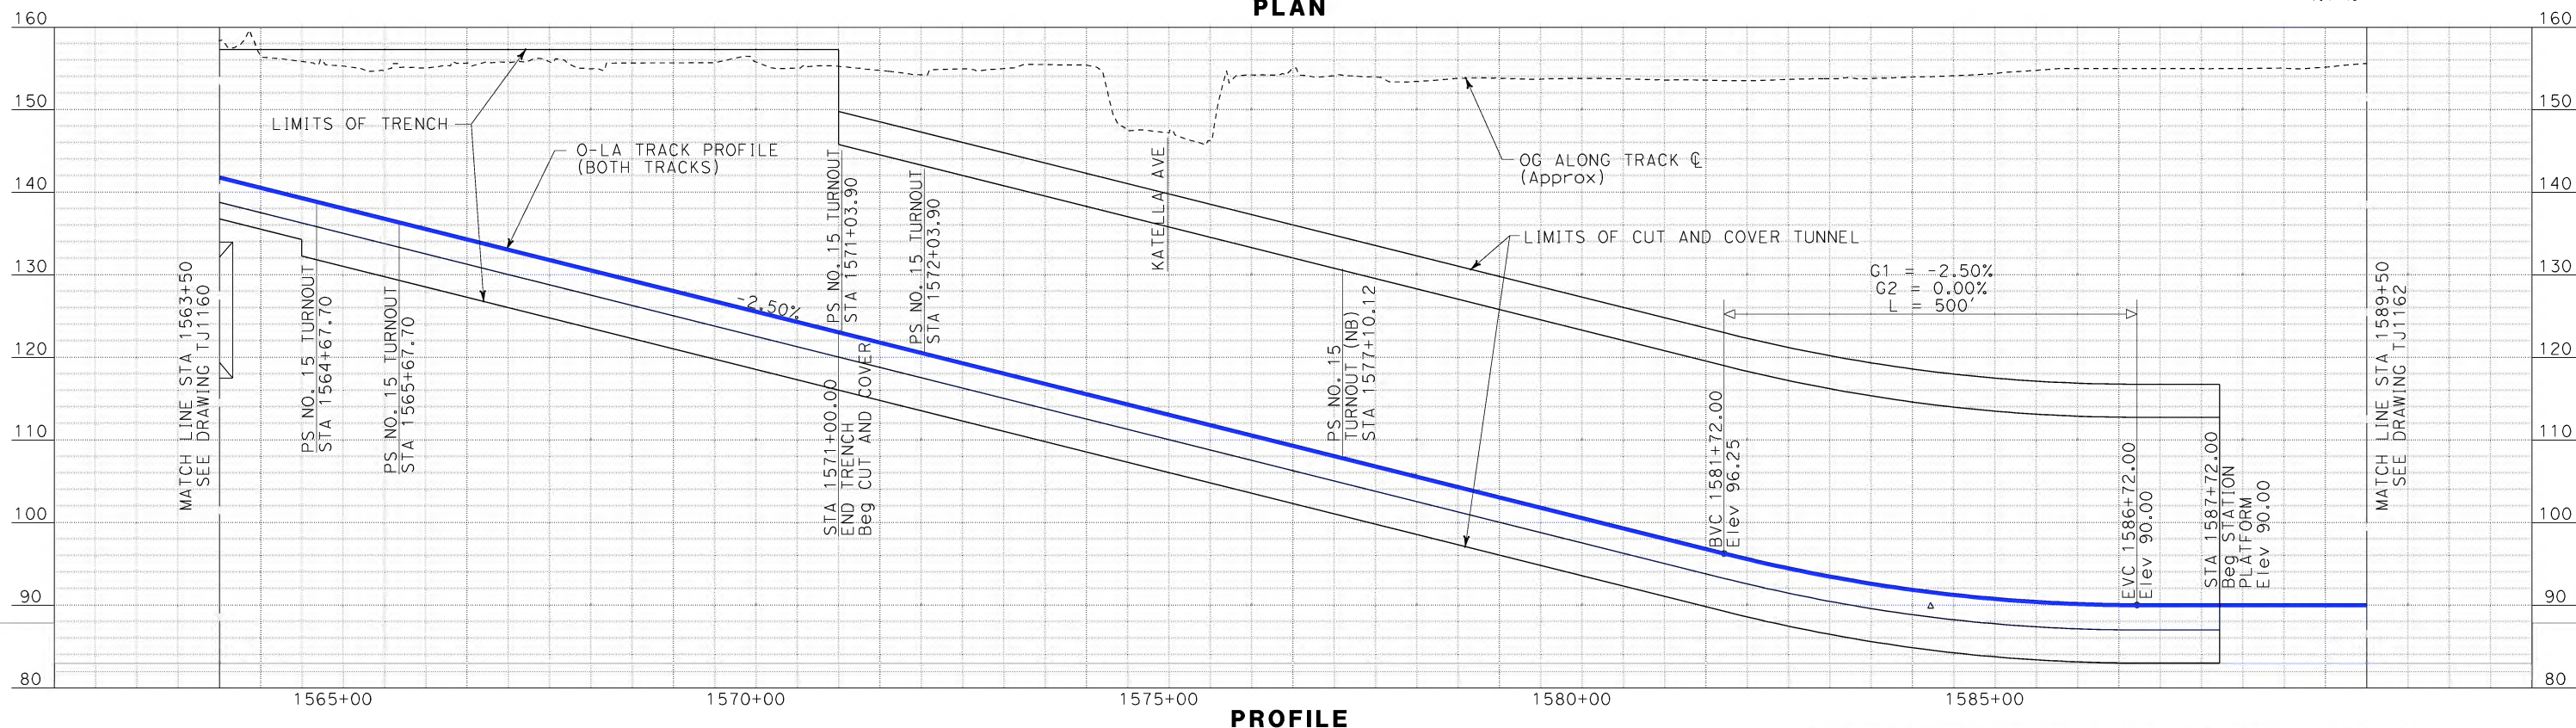 PLAN
160
160
150
150
140
140
130
130
120
120
110
110
100
100
90
90
80
80
LIMITS OF TRENCH
O-LA TRACK PROFILE
(BOTH TRACKS)
OG ALONG TRACK ℄
(Approx)
LIMITS OF CUT AND COVER TUNNEL
G1 = -2.50%
G2 = 0.00%
L = 500'
-2.50%
MATCH LINE STA 1563+50
SEE DRAWING TJ1160
PS NO. 15 TURNOUT
STA 1564+67.70
PS NO. 15 TURNOUT
STA 1565+67.70
PS NO. 15 TURNOUT
STA 1571+03.90
STA 1571+00.00
END TRENCH
Beg CUT AND COVER
PS NO. 15 TURNOUT
STA 1572+03.90
KATELLA AVE
PS NO. 15
TURNOUT (NB)
STA 1577+10.12
BVC 1581+72.00
Elev 96.25
EVC 1586+72.00
Elev 90.00
STA 1587+72.00
Beg STATION
PLATFORM
Elev 90.00
MATCH LINE STA 1589+50
SEE DRAWING TJ1162
1565+00
1570+00
1575+00
1580+00
1585+00
PROFILE